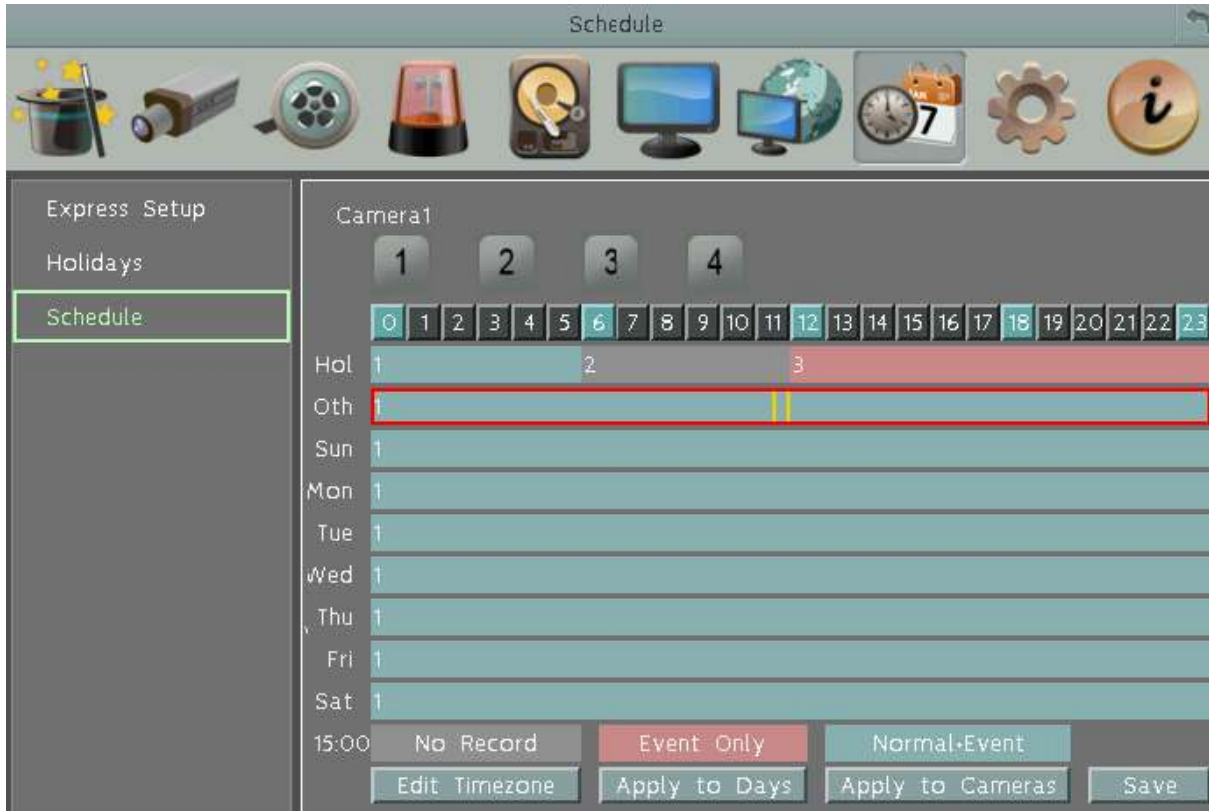 Schedule
7
Express Setup
Holidays
Schedule
Camera1
1 2 3 4
0 1 2 3 4 5 6 7 8 9 10 11 12 13 14 15 16 17 18 19 20 21 22 23
Hol 1 2 3
Oth 1
Sun 1
Mon 1
Tue 1
Wed 1
Thu 1
Fri 1
Sat 1
15:00 No Record Event Only Normal+Event
Edit Timezone Apply to Days Apply to Cameras Save